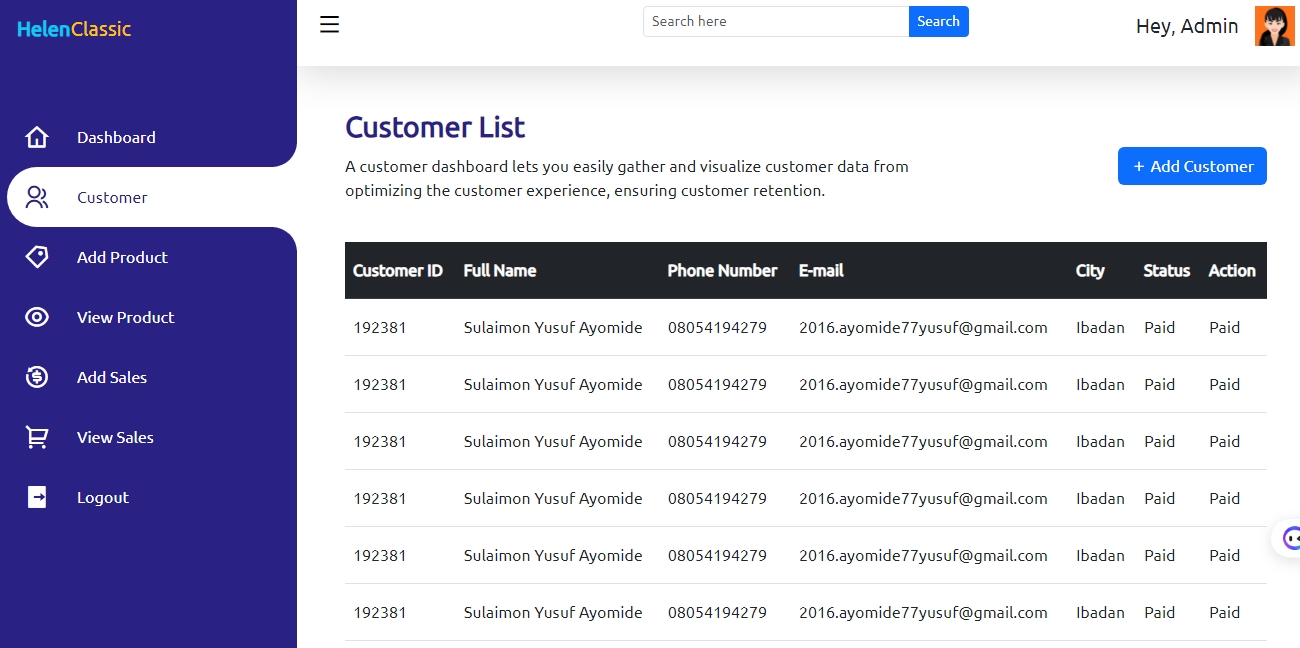 HelenClassic
Search here
Search
Hey, Admin
Dashboard
Customer
Add Product
View Product
Add Sales
View Sales
Logout
Customer List
A customer dashboard lets you easily gather and visualize customer data from
optimizing the customer experience, ensuring customer retention.
+ Add Customer
Customer ID Full Name Phone Number E-mail City Status Action
192381 Sulaimon Yusuf Ayomide 08054194279 2016.ayomide77yusuf@gmail.com Ibadan Paid Paid
192381 Sulaimon Yusuf Ayomide 08054194279 2016.ayomide77yusuf@gmail.com Ibadan Paid Paid
192381 Sulaimon Yusuf Ayomide 08054194279 2016.ayomide77yusuf@gmail.com Ibadan Paid Paid
192381 Sulaimon Yusuf Ayomide 08054194279 2016.ayomide77yusuf@gmail.com Ibadan Paid Paid
192381 Sulaimon Yusuf Ayomide 08054194279 2016.ayomide77yusuf@gmail.com Ibadan Paid Paid
192381 Sulaimon Yusuf Ayomide 08054194279 2016.ayomide77yusuf@gmail.com Ibadan Paid Paid